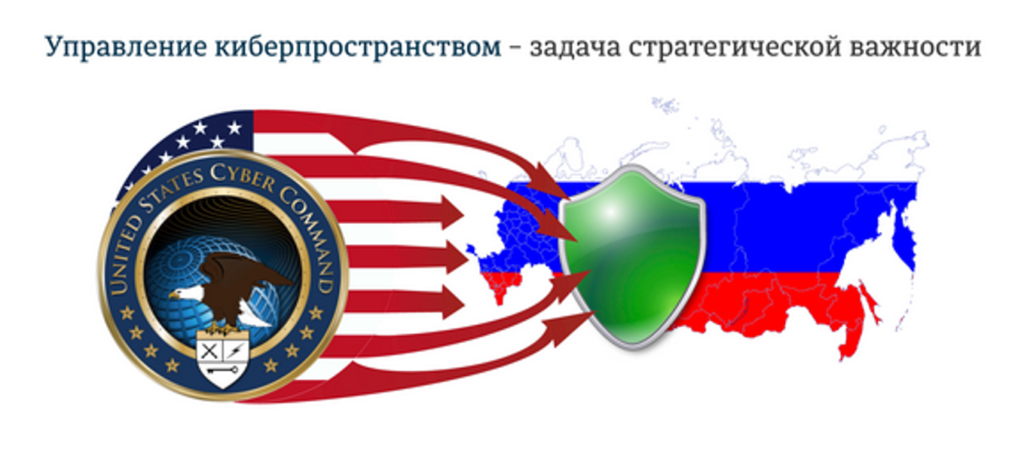 Управление киберпространством – задача стратегической важности
UNITED STATES CYBER COMMAND